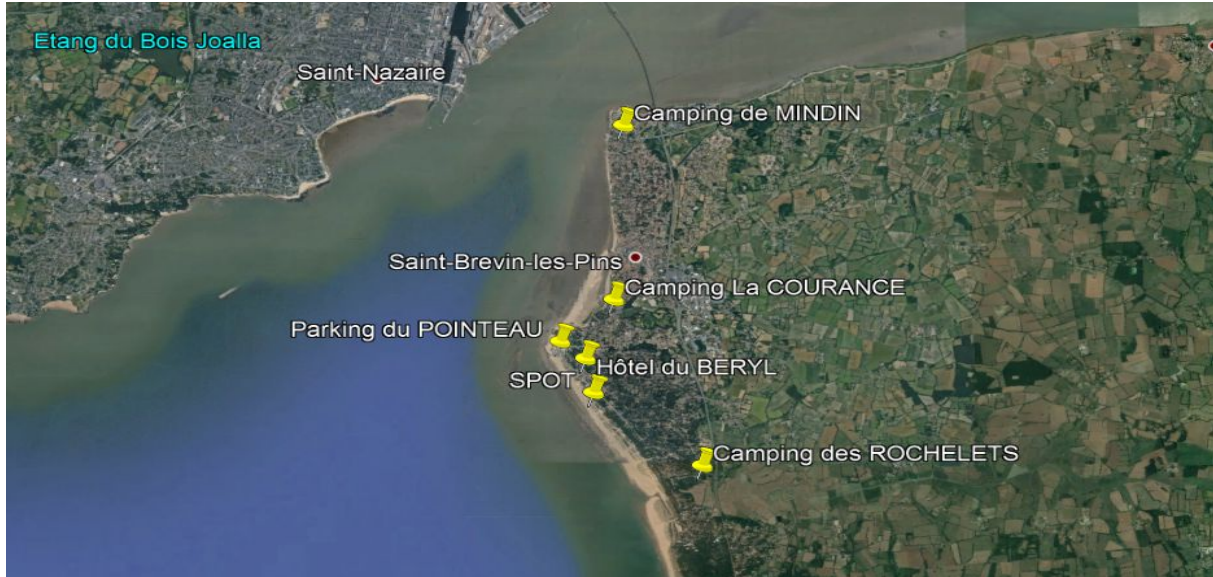 Etang du Bois Joalla
Saint-Nazaire
Camping de MINDIN
Saint-Brevin-les-Pins
Camping La COURANCE
Parking du POINTEAU
Hôtel du BERYL
SPOT
Camping des ROCHELETS